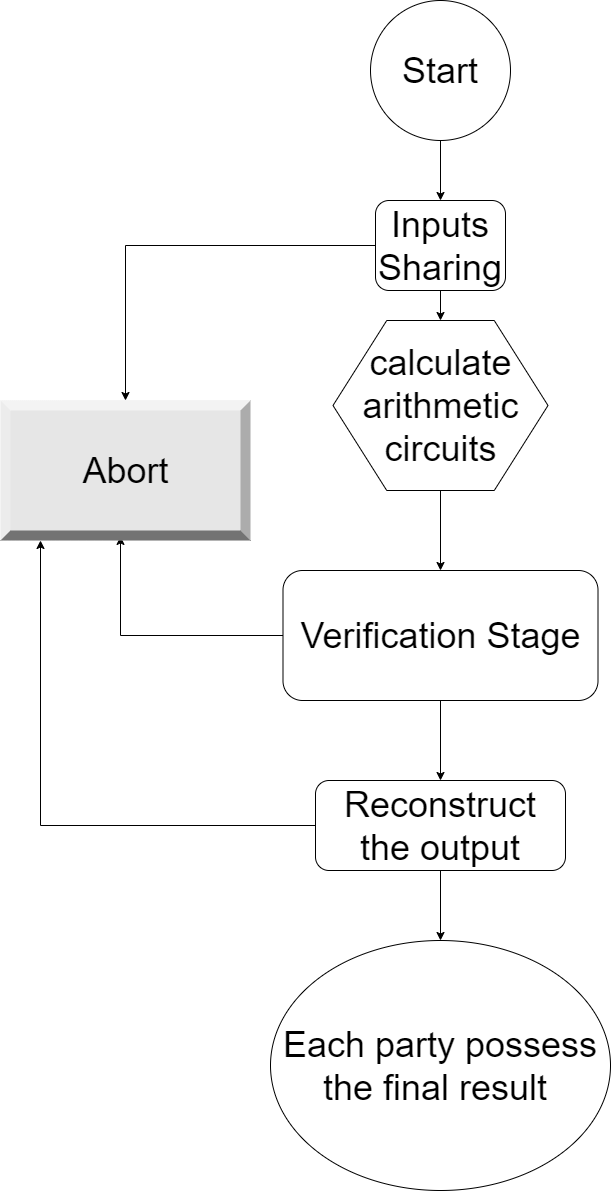 Start
Inputs
Sharing
calculate
arithmetic
circuits
Abort
Verification Stage
Reconstruct
the output
Each party possess
the final result